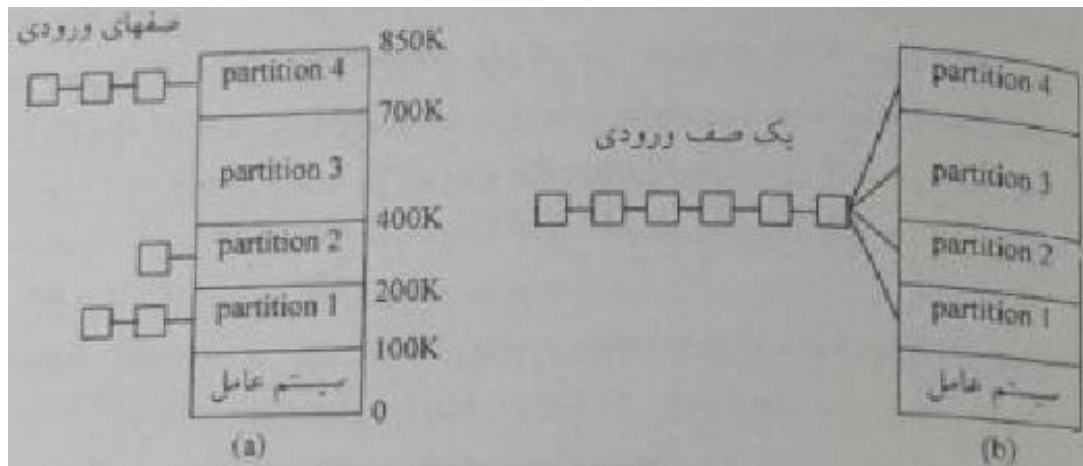 صفهای ورودی
850K
partition 4
700K
partition 3
400K
partition 2
200K
partition 1
100K
سیستم عامل
0
(a)
یک صف ورودی
partition 4
partition 3
partition 2
partition 1
سیستم عامل
(b)